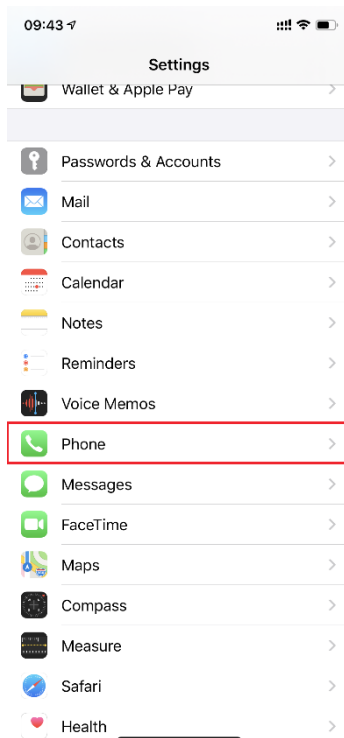 09:43
Settings
Wallet & Apple Pay
Passwords & Accounts
Mail
Contacts
Calendar
Notes
Reminders
Voice Memos
Phone
Messages
FaceTime
Maps
Compass
Measure
Safari
Health